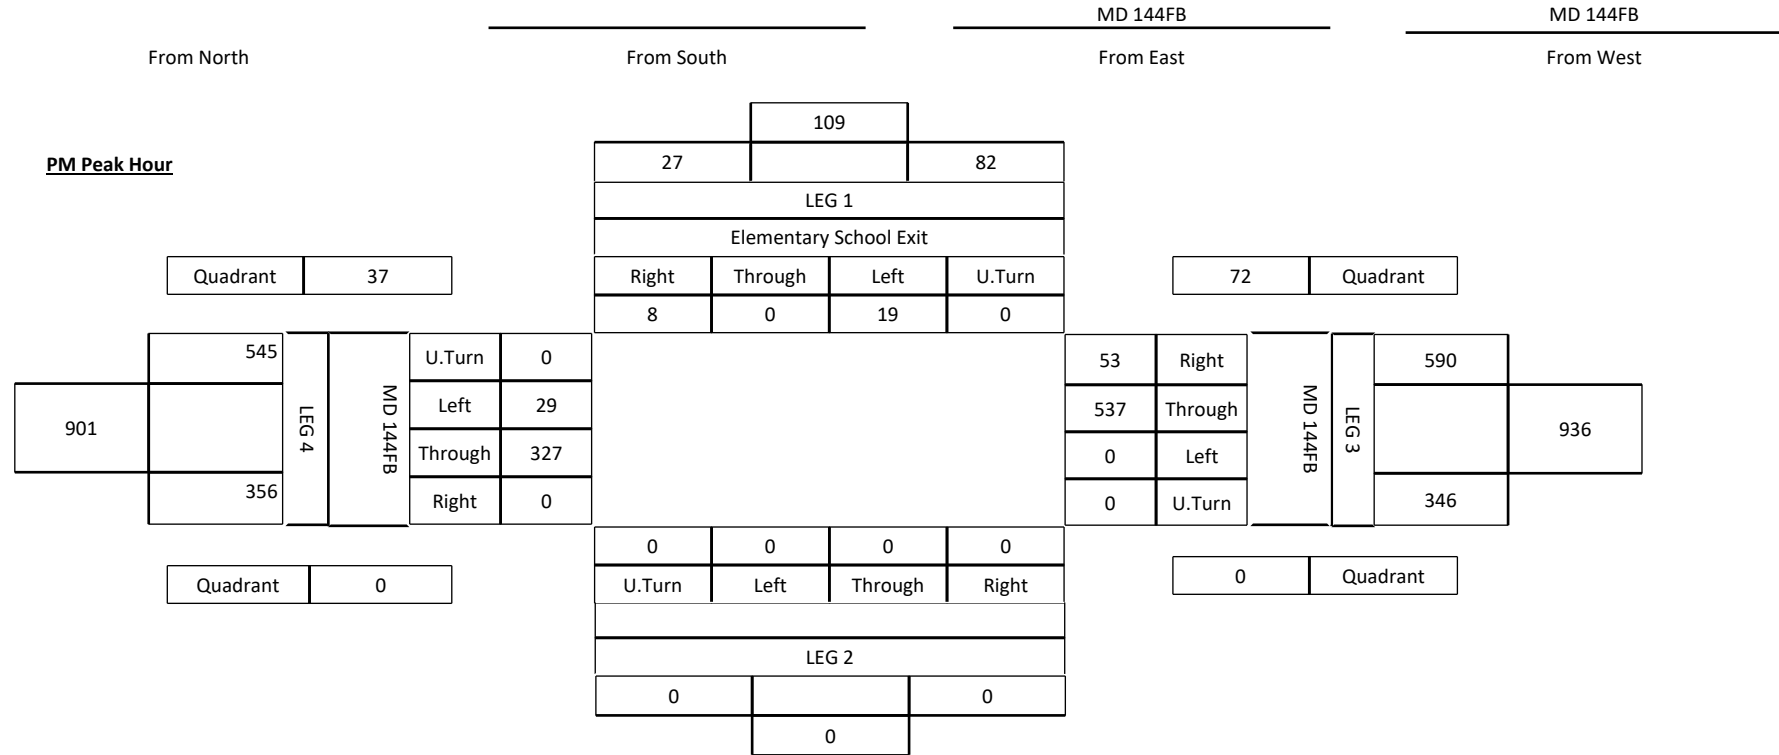 MD 144FB MD 144FB
From North From South From East From West
109
PM Peak Hour
27 82
LEG 1
Elementary School Exit
Quadrant 37
Right Through Left U.Turn
72 Quadrant
8 0 19 0
545 U.Turn 0
53 Right 590
901 LEG 4 MD 144FB Left 29
537 Through MD 144FB LEG 3 936
Through 327
0 Left
356 Right 0
0 U.Turn 346
0 0 0 0
Quadrant 0
U.Turn Left Through Right
0 Quadrant
LEG 2
0 0
0